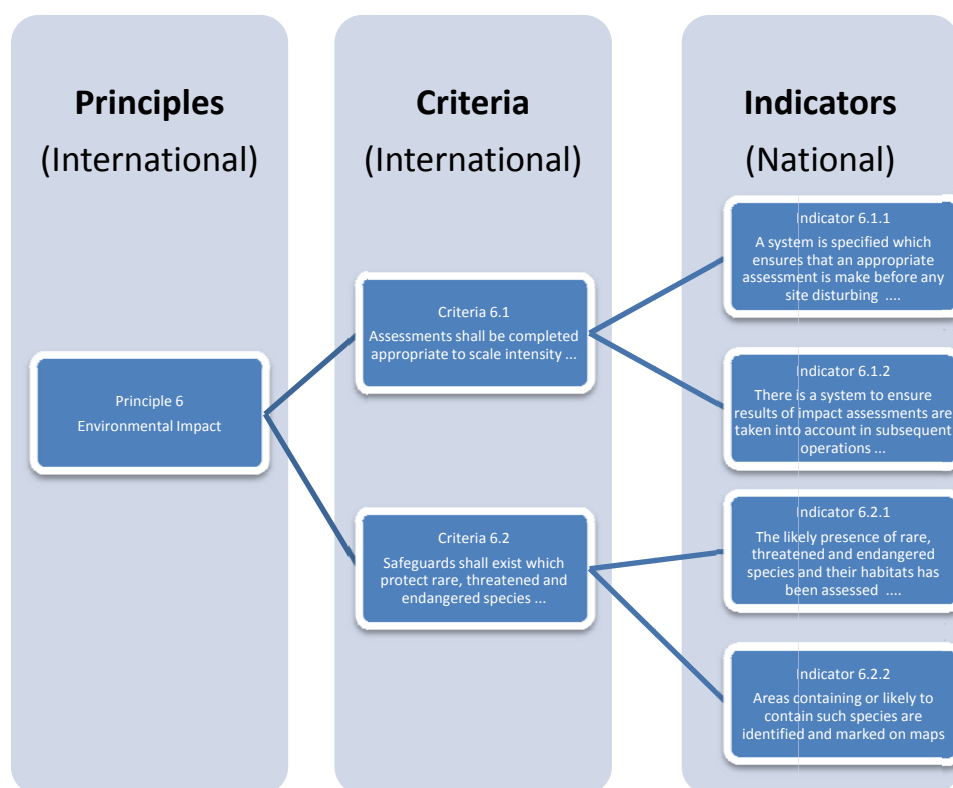 Principles
(International)
Criteria
(International)
Indicators
(National)
Principle 6
Environmental Impact
Criteria 6.1
Assessments shall be completed
appropriate to scale intensity ...
Criteria 6.2
Safeguards shall exist which
protect rare, threatened and
endangered species ...
Indicator 6.1.1
A system is specified which
ensures that an appropriate
assessment is make before any
site disturbing ....
Indicator 6.1.2
There is a system to ensure
results of impact assessments are
taken into account in subsequent
operations ...
Indicator 6.2.1
The likely presence of rare,
threatened and endangered
species and their habitats has
been assessed ....
Indicator 6.2.2
Areas containing or likely to
contain such species are
identified and marked on maps